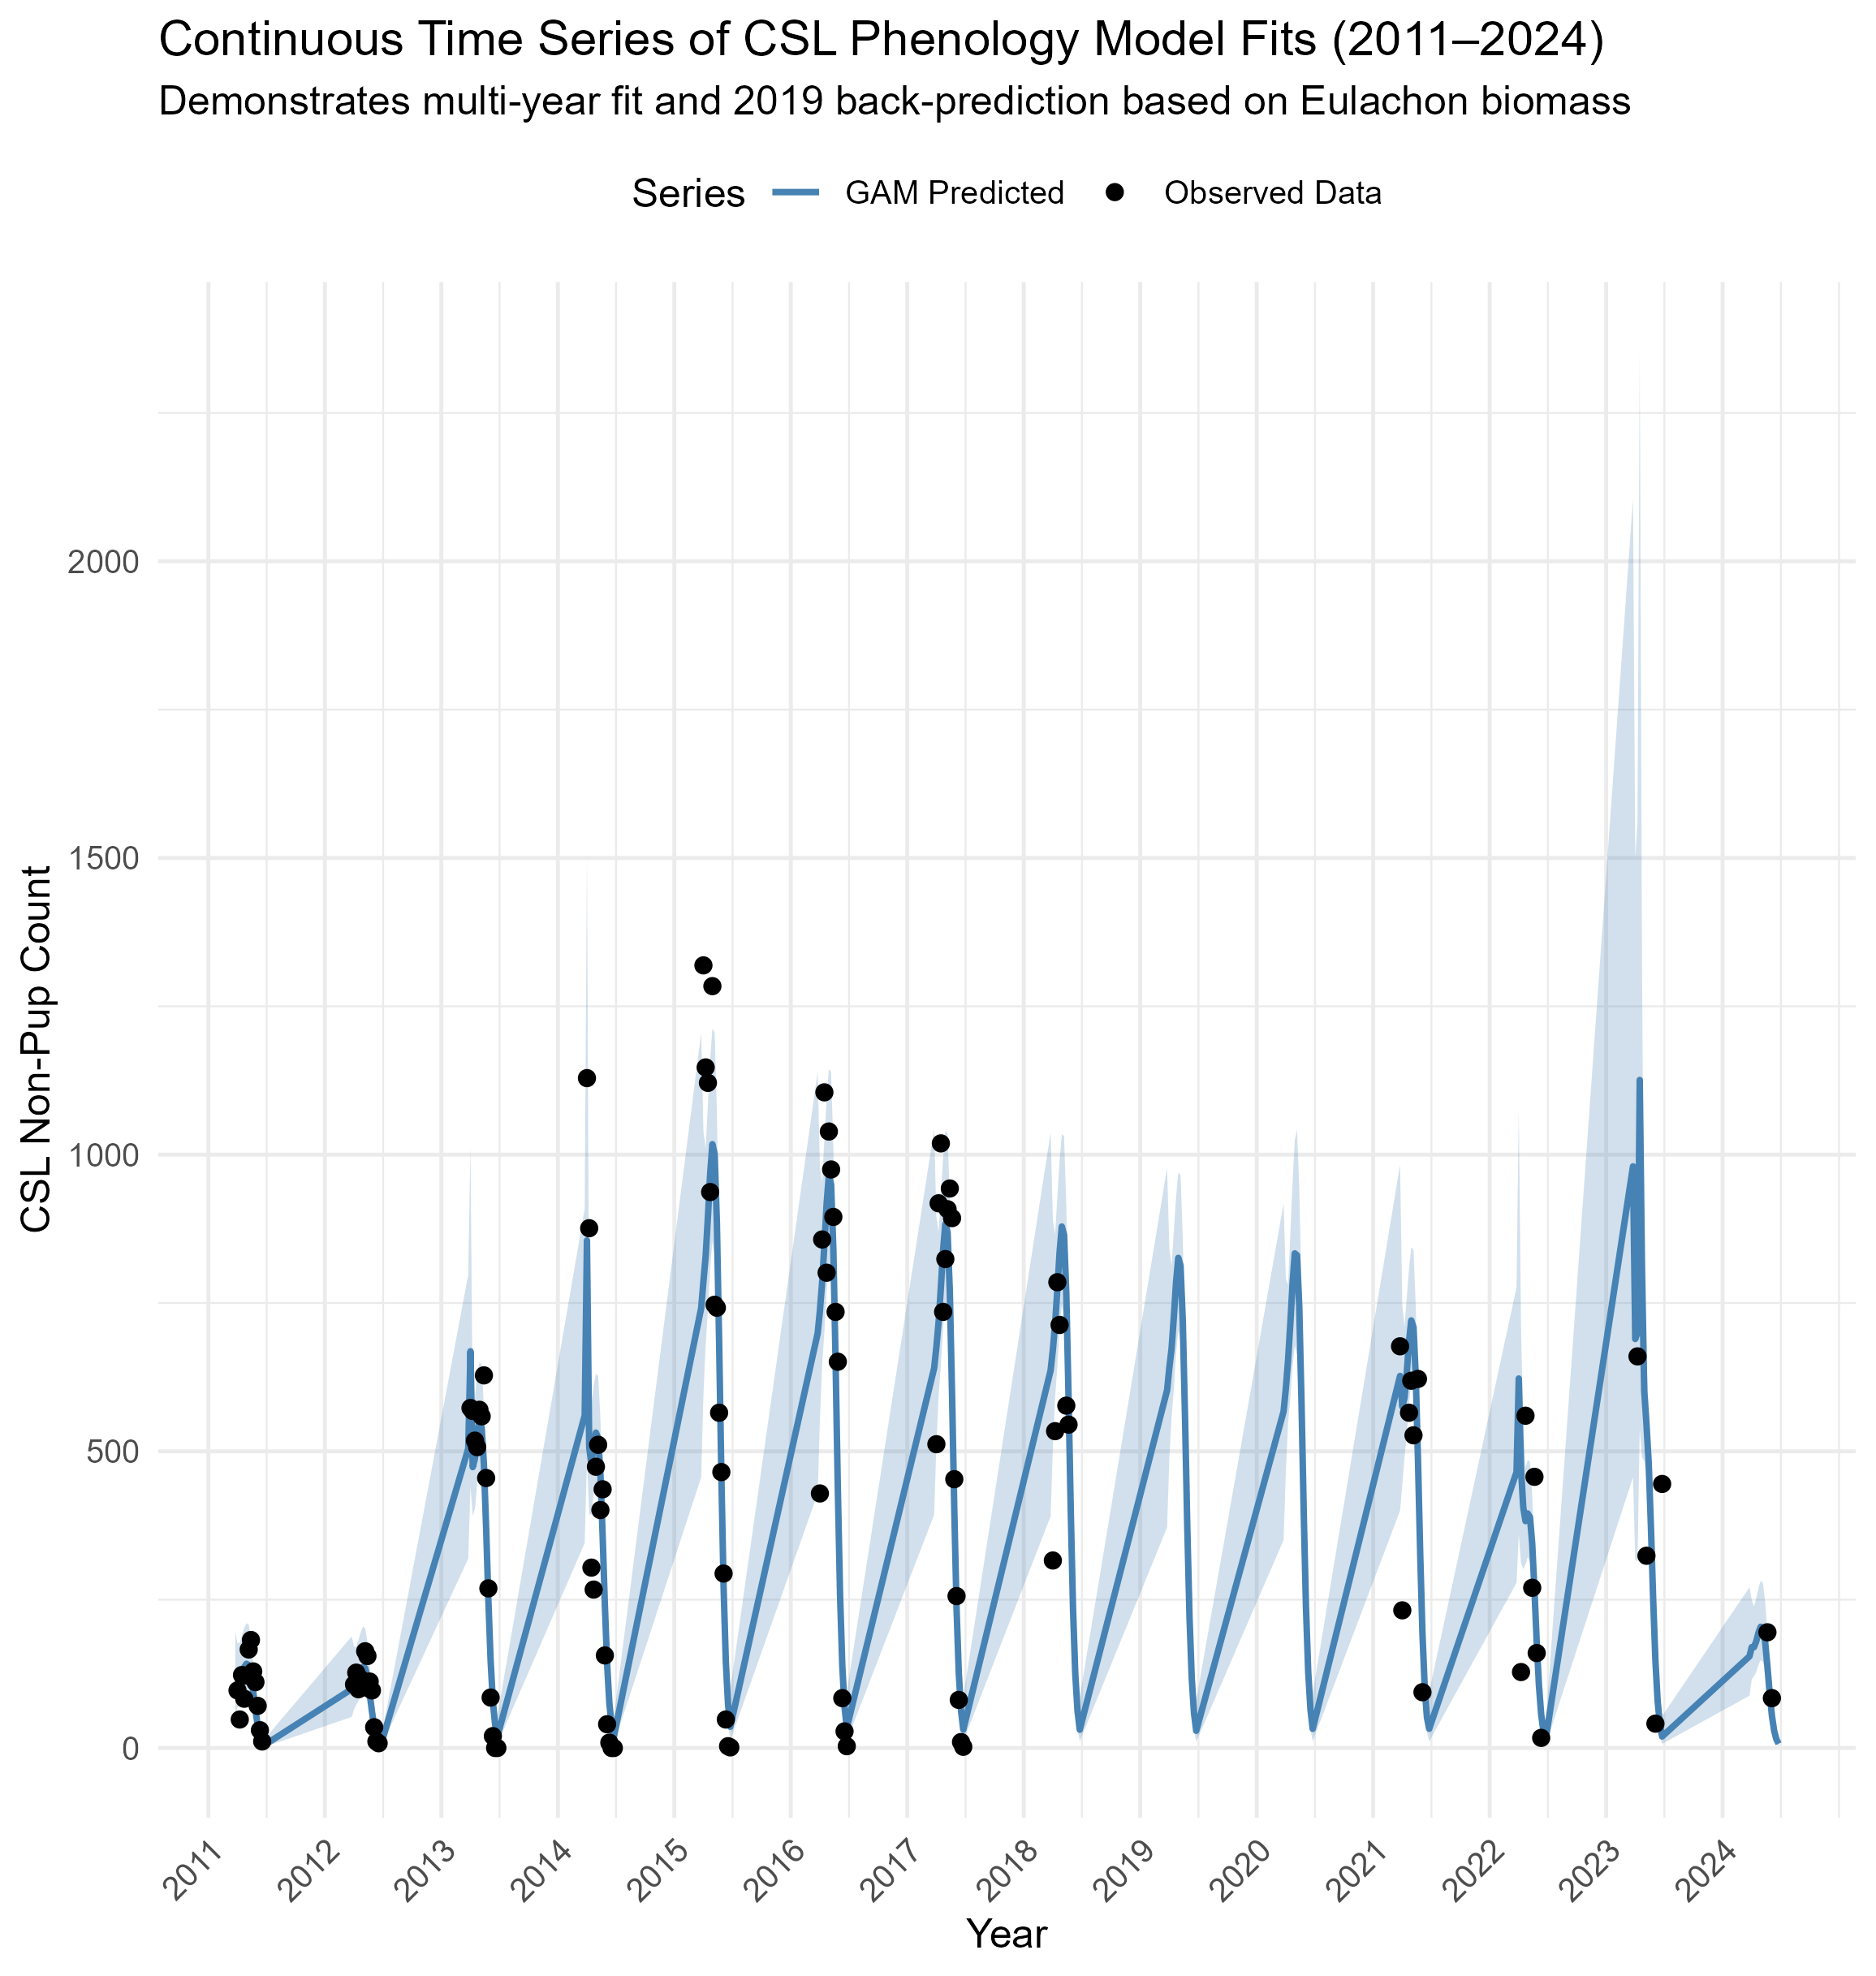 Continuous Time Series of CSL Phenology Model Fits (2011–2024)
Demonstrates multi-year fit and 2019 back-prediction based on Eulachon biomass
Series GAM Predicted Observed Data
CSL Non-Pup Count
2000
1500
1000
500
0
2011 2012 2013 2014 2015 2016 2017 2018 2019 2020 2021 2022 2023 2024
Year